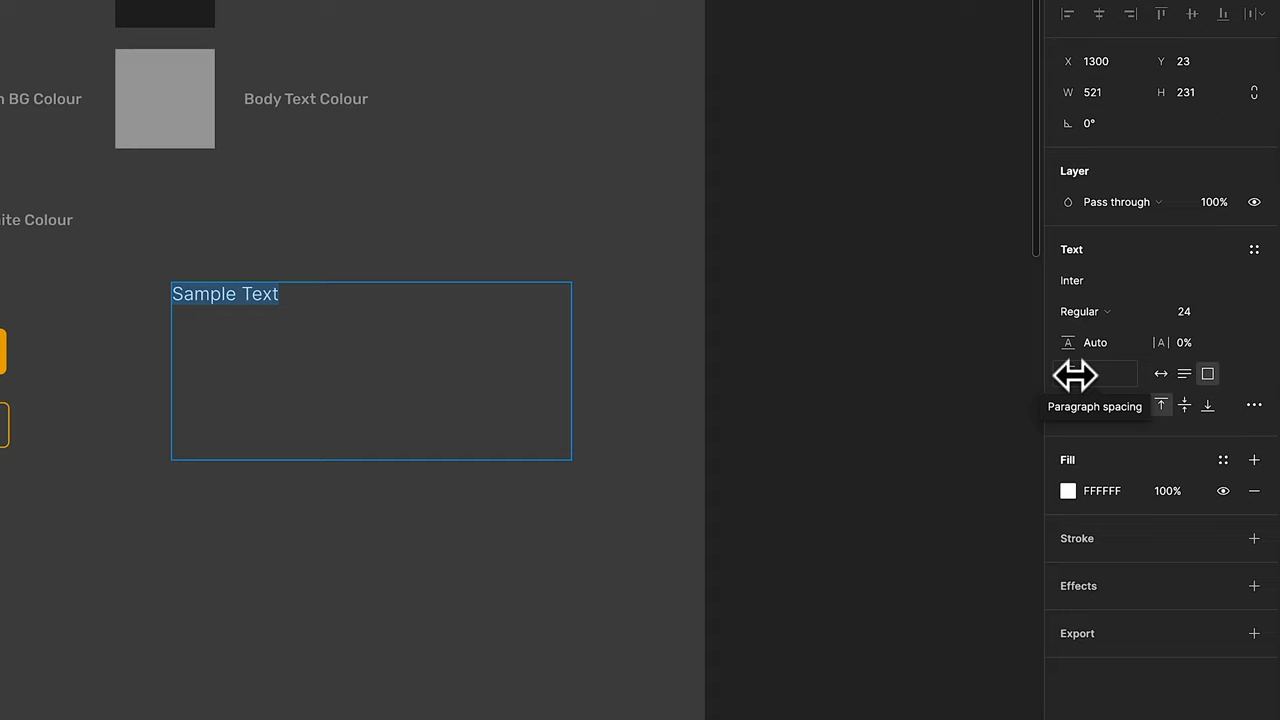 n BG Colour
Body Text Colour
ite Colour
Sample Text
X 1300 Y 23
W 521 H 231
0°
Layer
Pass through 100%
Text
Inter
Regular 24
A Auto |A| 0%
Paragraph spacing
Fill
FFFFFF 100%
Stroke
Effects
Export